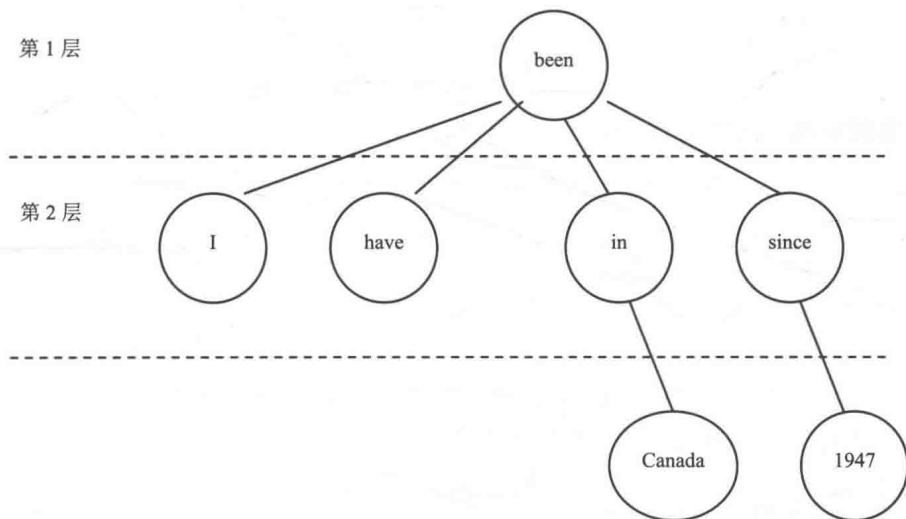 第1层
been
第2层
I
have
in
since
Canada
1947